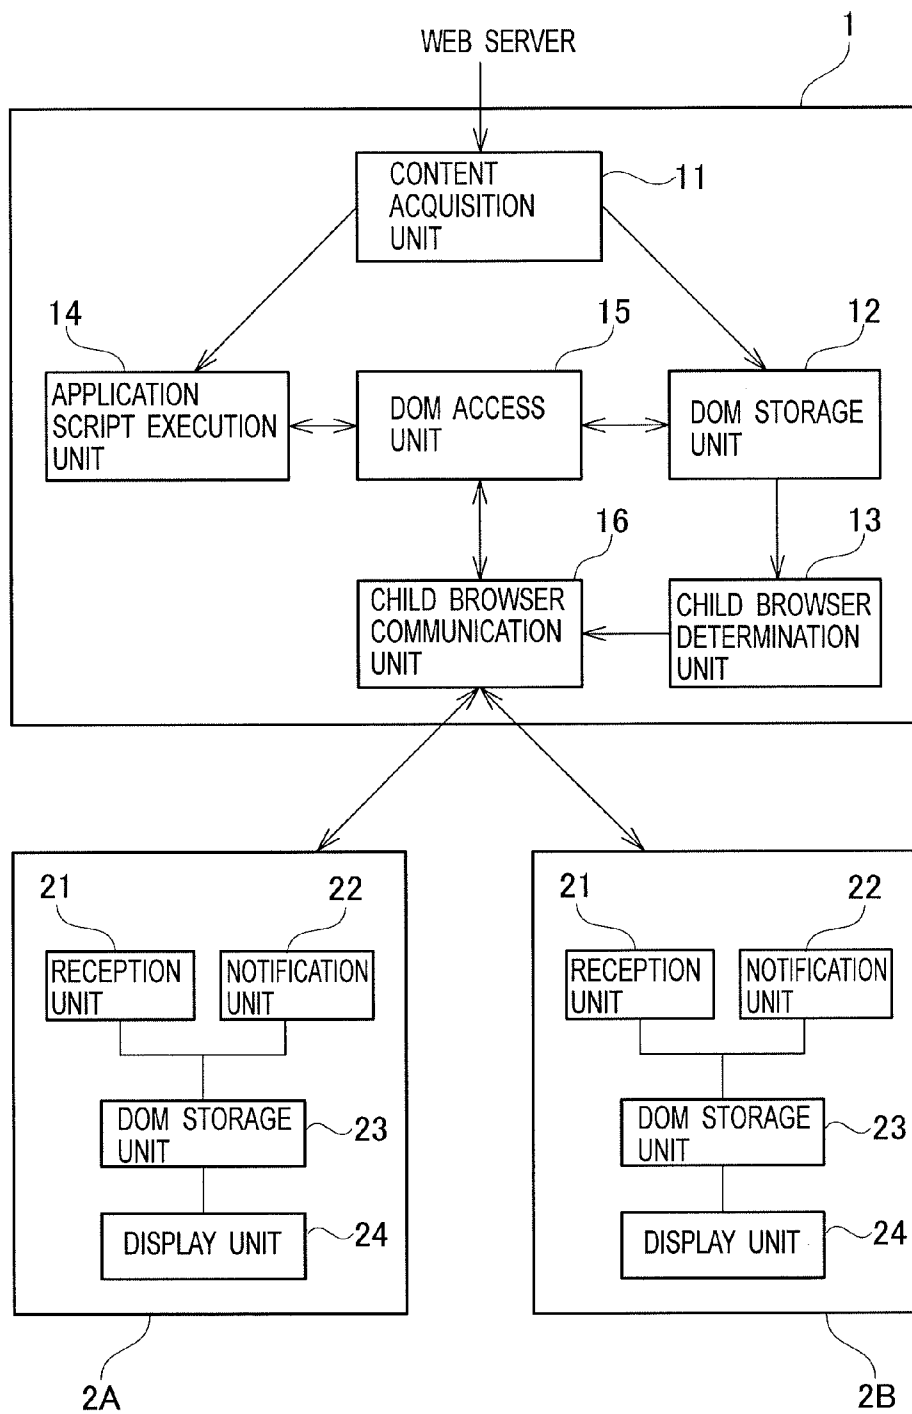 1
WEB SERVER
CONTENT
ACQUISITION
UNIT
11
14
15
12
APPLICATION
SCRIPT EXECUTION
UNIT
DOM ACCESS
UNIT
DOM STORAGE
UNIT
16
13
CHILD BROWSER
COMMUNICATION
UNIT
CHILD BROWSER
DETERMINATION
UNIT
21
22
RECEPTION
UNIT
NOTIFICATION
UNIT
DOM STORAGE
UNIT
23
DISPLAY UNIT
24
2A
21
22
RECEPTION
UNIT
NOTIFICATION
UNIT
DOM STORAGE
UNIT
23
DISPLAY UNIT
24
2B